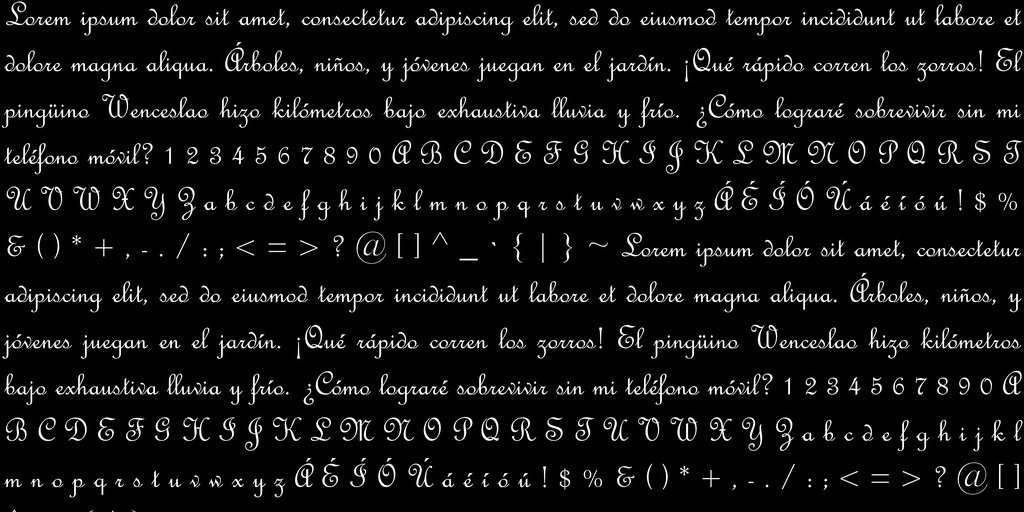 Lorem ipsum dolor sit amet, consectetur adipiscing elit, sed do eiusmod tempor incididunt ut labore et
dolore magna aliqua. Árboles, niños, y jóvenes juegan en el jardín. ¡Qué rápido corren los zorros! El
pingüino Wenceslao hizo kilómetros bajo exhaustiva lluvia y frío. ¿Cómo lograré sobrevivir sin mi
teléfono móvil? 1 2 3 4 5 6 7 8 9 0 A B C D E F G H I J K L M N O P Q R S T
U V W X Y Z a b c d e f g h i j k l m n o p q r s t u v w x y z Á É Í Ó Ú á é í ó ú ! $ %
& ( ) * + , - . / : ; < = > ? @ [ ] ^ _ ` { | } ~ Lorem ipsum dolor sit amet, consectetur
adipiscing elit, sed do eiusmod tempor incididunt ut labore et dolore magna aliqua. Árboles, niños, y
jóvenes juegan en el jardín. ¡Qué rápido corren los zorros! El pingüino Wenceslao hizo kilómetros
bajo exhaustiva lluvia y frío. ¿Cómo lograré sobrevivir sin mi teléfono móvil? 1 2 3 4 5 6 7 8 9 0 A
B C D E F G H I J K L M N O P Q R S T U V W X Y Z a b c d e f g h i j k l
m n o p q r s t u v w x y z Á É Í Ó Ú á é í ó ú ! $ % & ( ) * + , - . / : ; < = > ? @ [ ]